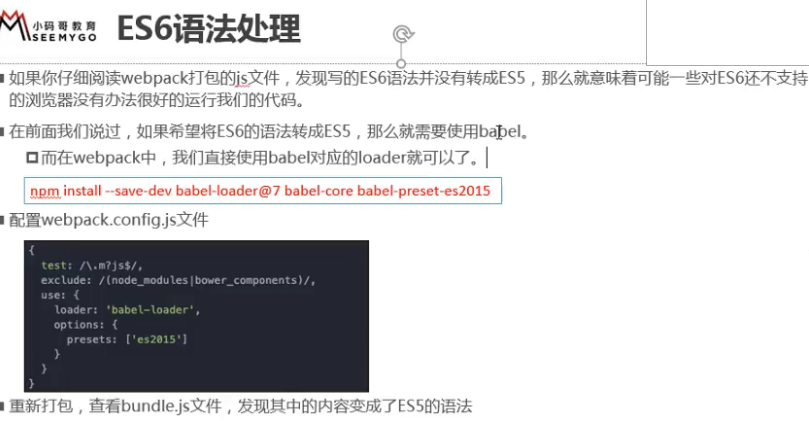 小码哥教育
SEEMYGO
ES6语法处理
如果你仔细阅读webpack打包的js文件，发现写的ES6语法并没有转成ES5，那么就意味着可能一些对ES6还不支持
的浏览器没有办法很好的运行我们的代码。
在前面我们说过，如果希望将ES6的语法转成ES5，那么就需要使用babel。
而在webpack中，我们直接使用babel对应的loader就可以了。
npm install --save-dev babel-loader@7 babel-core babel-preset-es2015
配置webpack.config.js文件
{
test: /\.m?js$/,
exclude: /(node_modules|bower_components)/,
use: {
loader: 'babel-loader',
options: {
presets: ['es2015']
}
}
}
重新打包，查看bundle.js文件，发现其中的内容变成了ES5的语法